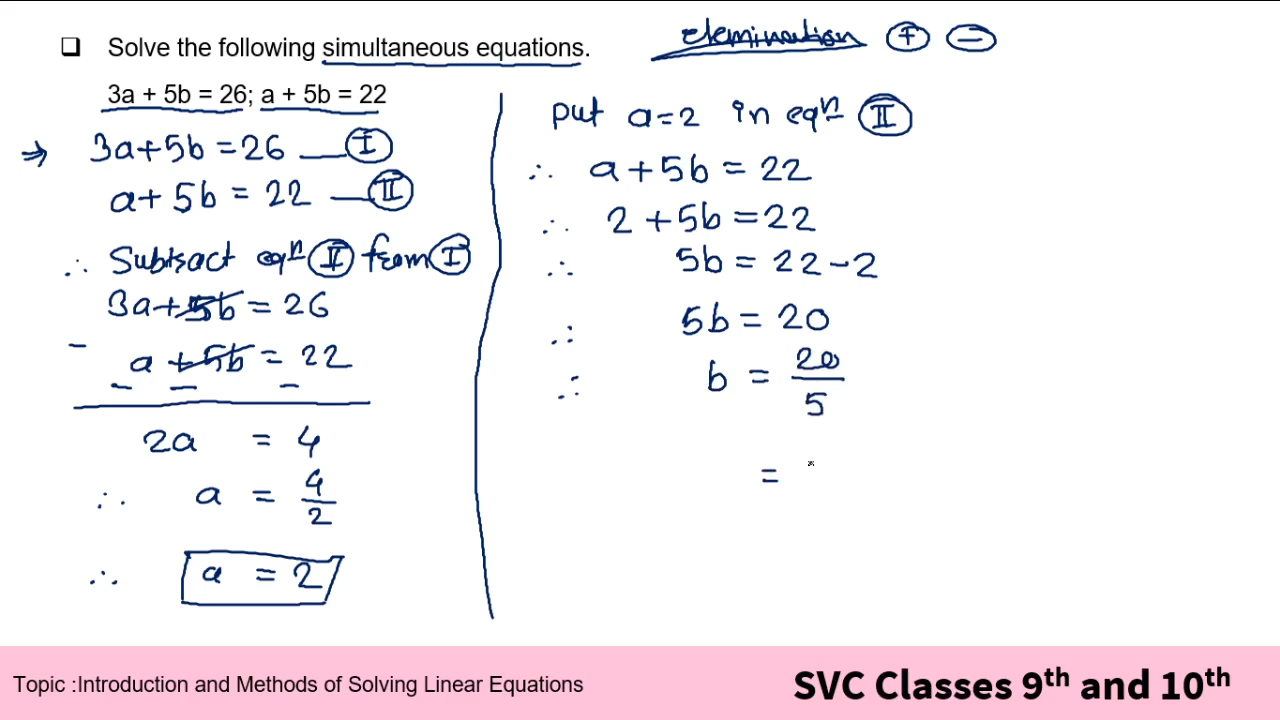 ❑ Solve the following simultaneous equations.
3a + 5b = 26; a + 5b = 22
elemination + −
⇒ 3a+5b = 26 — I
a + 5b = 22 — II
∴ Subtract eqn II from I
3a+5b = 26
− a +5b = 22
− − −
2a = 4
∴ a = 4/2
∴ a = 2
put a=2 in eqn II
∴ a + 5b = 22
∴ 2 + 5b = 22
∴ 5b = 22 - 2
∴ 5b = 20
∴ b = 20/5
=
Topic :Introduction and Methods of Solving Linear Equations
SVC Classes 9th and 10th